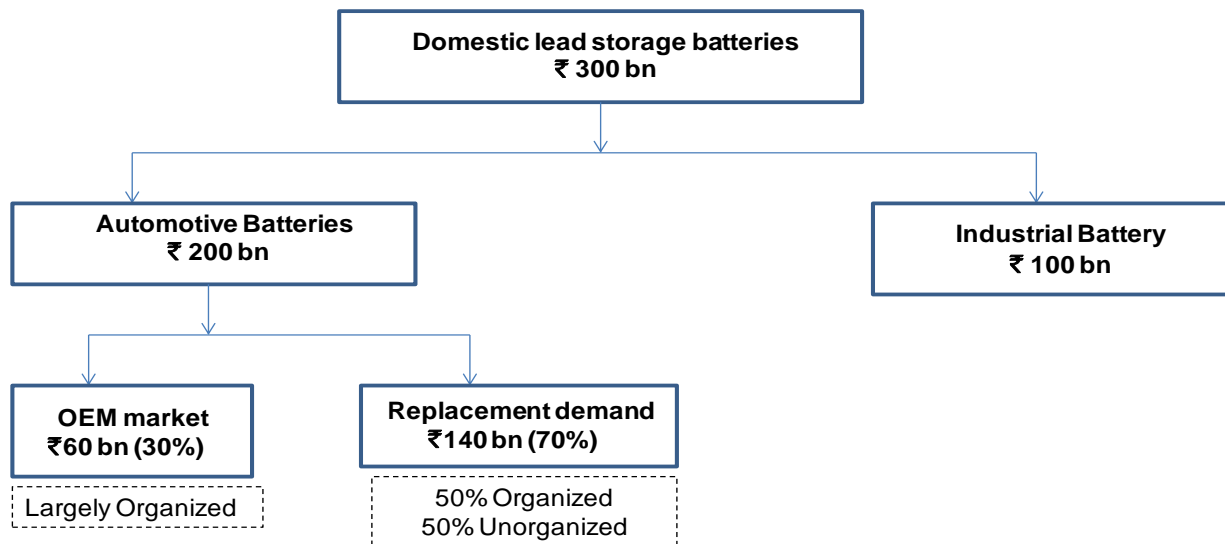 Domestic lead storage batteries
₹ 300 bn
Automotive Batteries
₹ 200 bn
Industrial Battery
₹ 100 bn
OEM market
₹60 bn (30%)
Replacement demand
₹140 bn (70%)
Largely Organized
50% Organized
50% Unorganized